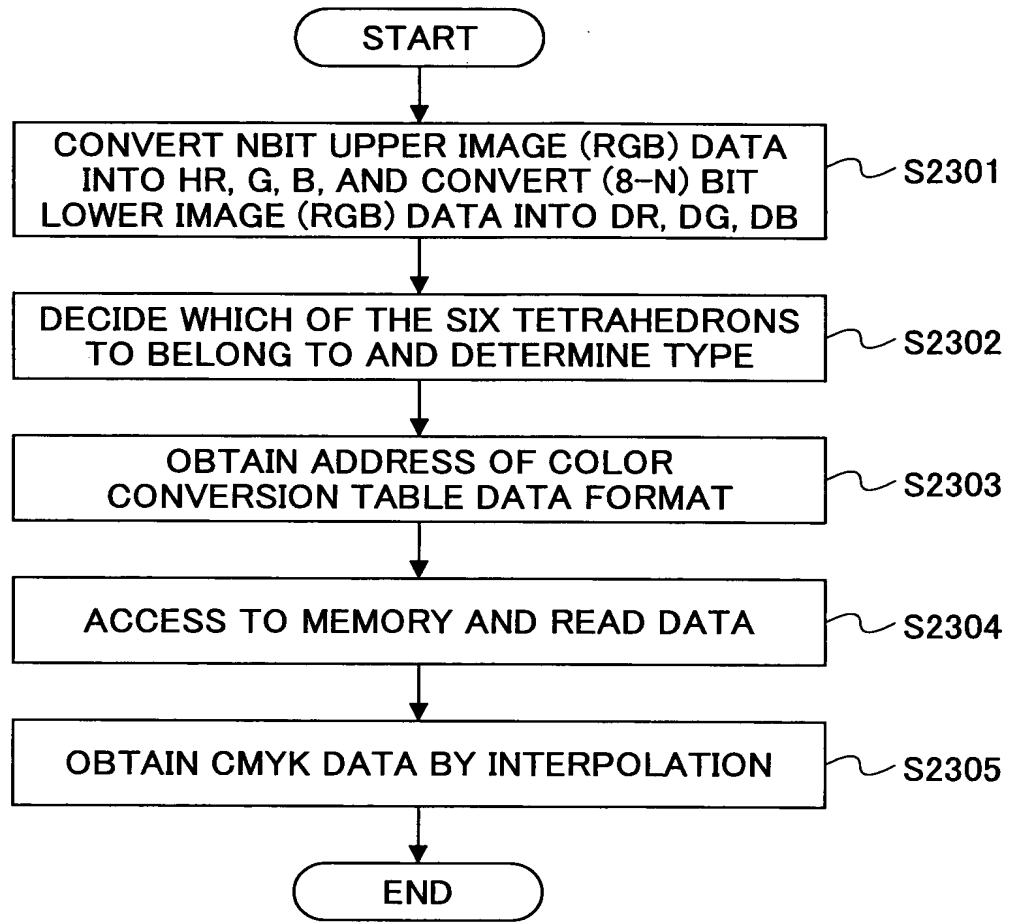 START
CONVERT NBIT UPPER IMAGE (RGB) DATA
INTO HR, G, B, AND CONVERT (8-N) BIT
LOWER IMAGE (RGB) DATA INTO DR, DG, DB
S2301
DECIDE WHICH OF THE SIX TETRAHEDRONS
TO BELONG TO AND DETERMINE TYPE
S2302
OBTAIN ADDRESS OF COLOR
CONVERSION TABLE DATA FORMAT
S2303
ACCESS TO MEMORY AND READ DATA
S2304
OBTAIN CMYK DATA BY INTERPOLATION
S2305
END